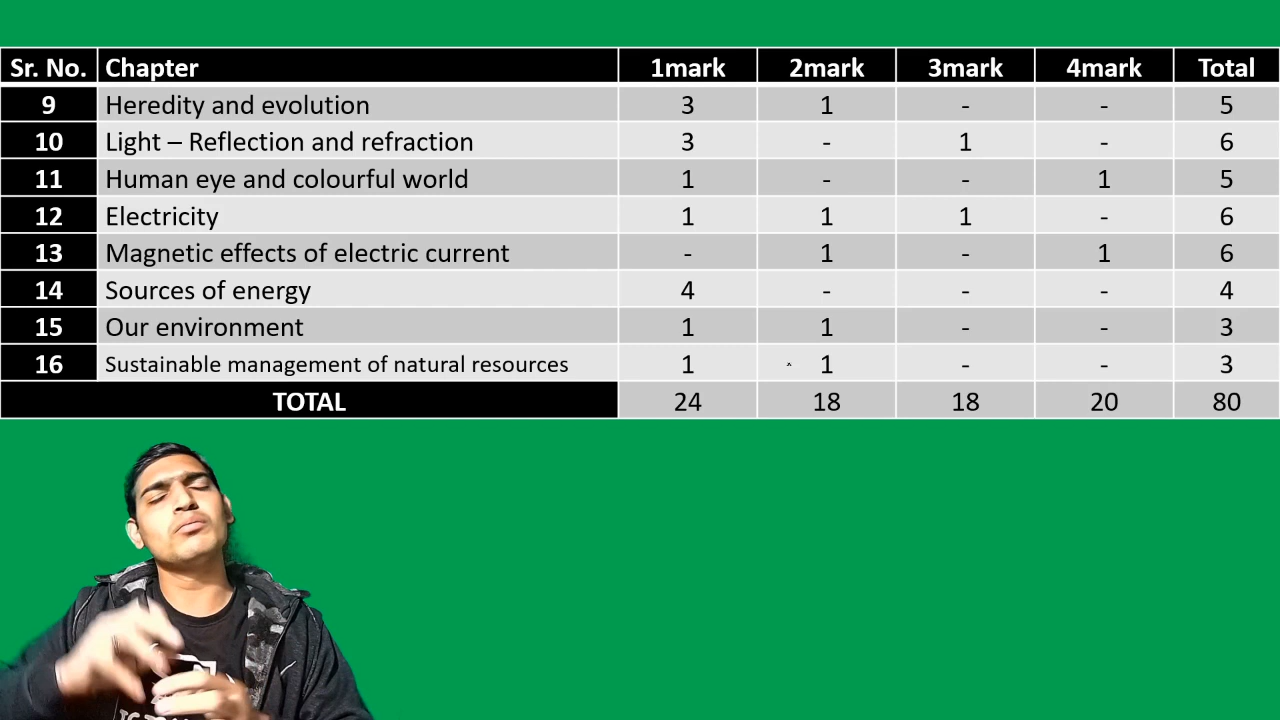 Sr. No. Chapter 1mark 2mark 3mark 4mark Total
9 Heredity and evolution 3 1 - - 5
10 Light – Reflection and refraction 3 - 1 - 6
11 Human eye and colourful world 1 - - 1 5
12 Electricity 1 1 1 - 6
13 Magnetic effects of electric current - 1 - 1 6
14 Sources of energy 4 - - - 4
15 Our environment 1 1 - - 3
16 Sustainable management of natural resources 1 1 - - 3
TOTAL 24 18 18 20 80